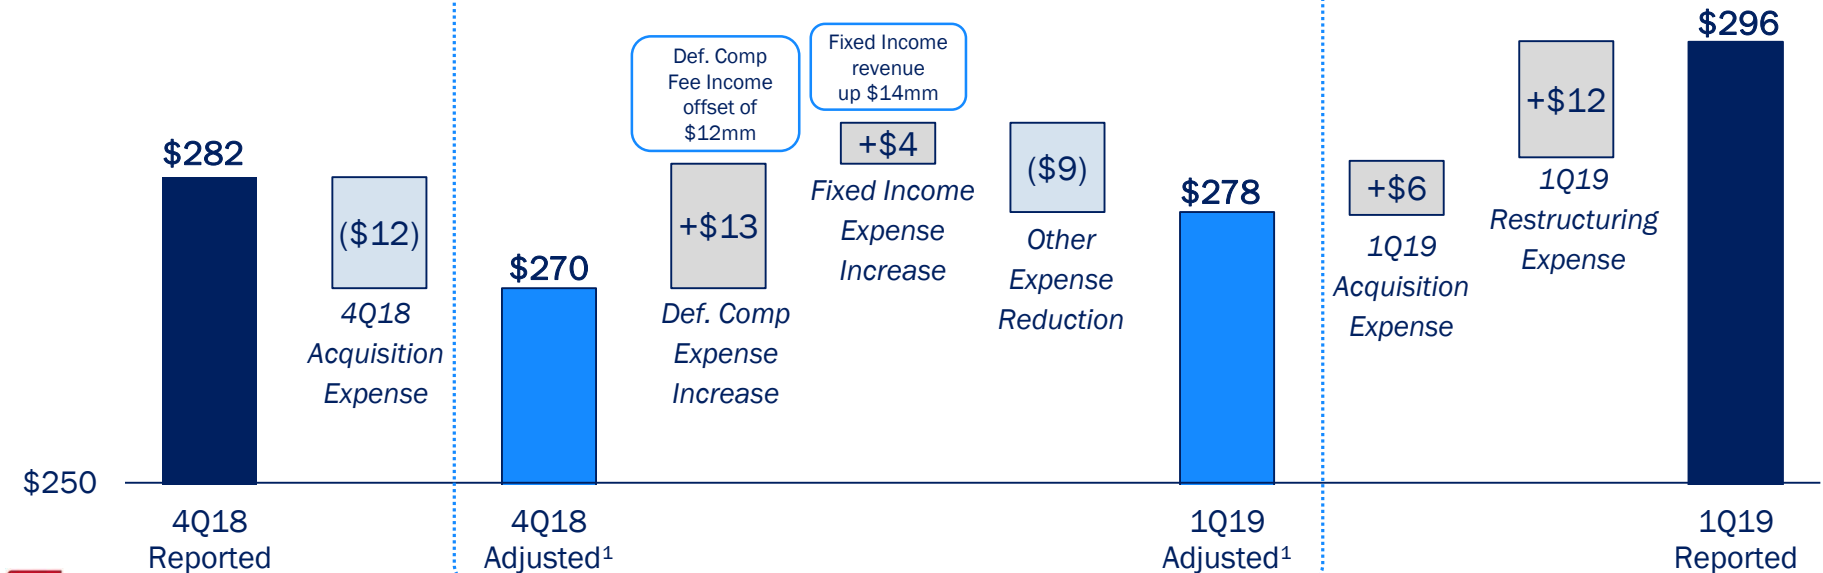 $296
Def. Comp
Fee Income
offset of
$12mm
Fixed Income
revenue
up $14mm
$282
($12)
4Q18
Acquisition
Expense
$270
+$13
Def. Comp
Expense
Increase
+$4
Fixed Income
Expense
Increase
($9)
Other
Expense
Reduction
$278
+$6
1Q19
Acquisition
Expense
+$12
1Q19
Restructuring
Expense
$250
4Q18
Reported
4Q18
Adjusted¹
1Q19
Adjusted¹
1Q19
Reported